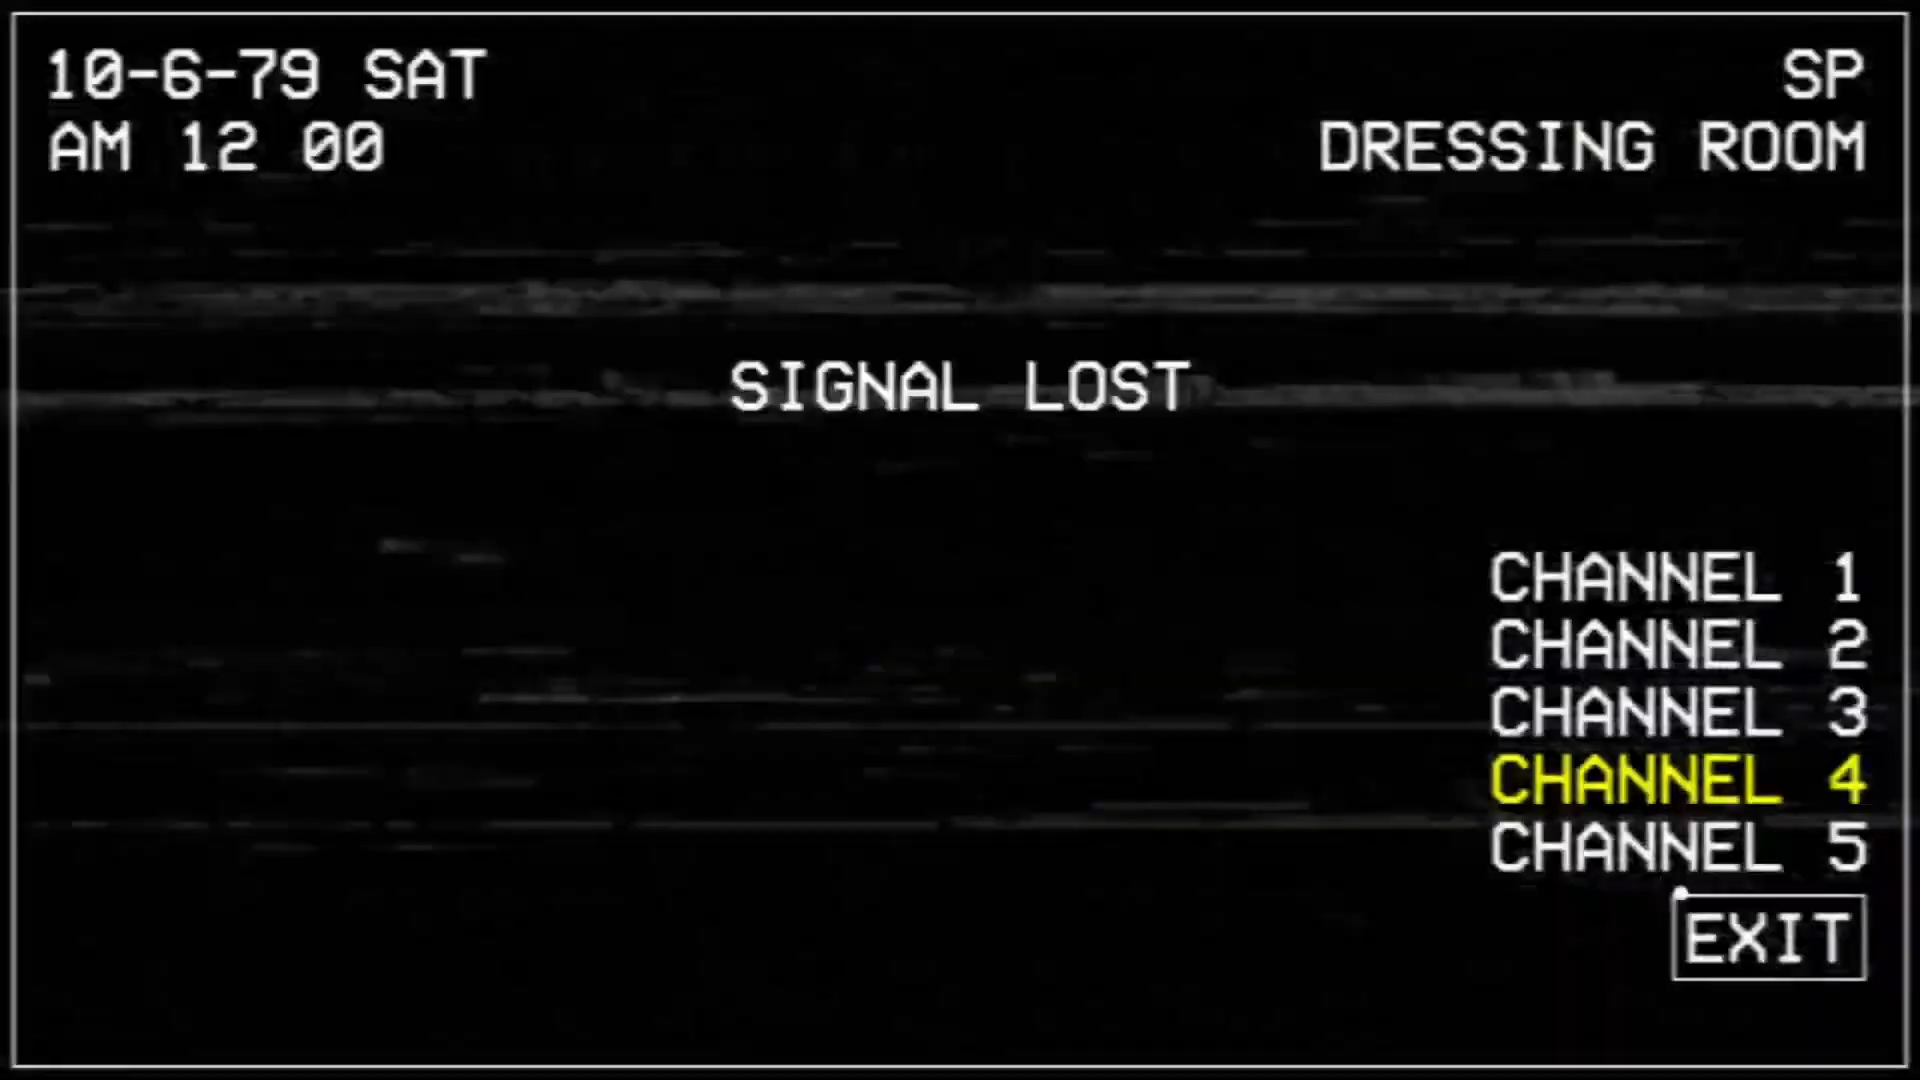 10-6-79 SAT
AM 12 00
SP
DRESSING ROOM
SIGNAL LOST
CHANNEL 1
CHANNEL 2
CHANNEL 3
CHANNEL 4
CHANNEL 5
EXIT